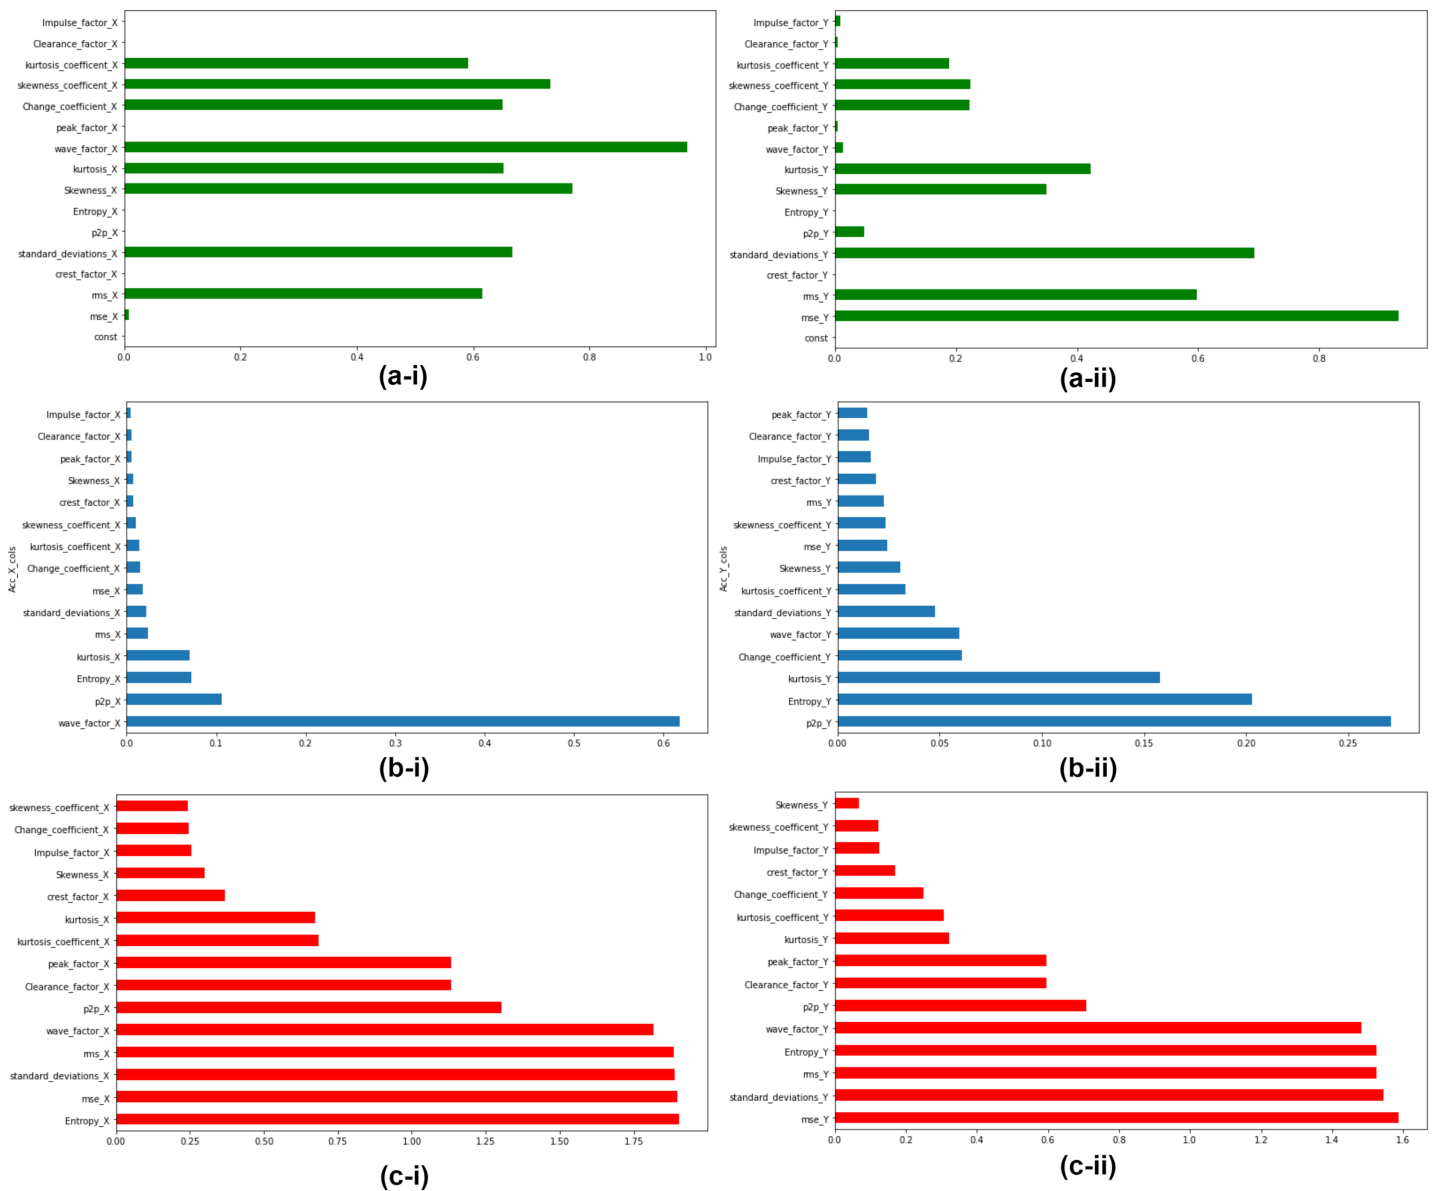 Impulse_factor_X
Clearance_factor_X
kurtosis_coefficent_X
skewness_coefficent_X
Change_coefficient_X
peak_factor_X
wave_factor_X
kurtosis_X
Skewness_X
Entropy_X
p2p_X
standard_deviations_X
crest_factor_X
rms_X
mse_X
const
0.0 0.2 0.4 0.6 0.8 1.0
(a-i)
Impulse_factor_Y
Clearance_factor_Y
kurtosis_coefficent_Y
skewness_coefficent_Y
Change_coefficient_Y
peak_factor_Y
wave_factor_Y
kurtosis_Y
Skewness_Y
Entropy_Y
p2p_Y
standard_deviations_Y
crest_factor_Y
rms_Y
mse_Y
const
0.0 0.2 0.4 0.6 0.8
(a-ii)
Acc_X_cols
Impulse_factor_X
Clearance_factor_X
peak_factor_X
Skewness_X
crest_factor_X
skewness_coefficent_X
kurtosis_coefficent_X
Change_coefficient_X
mse_X
standard_deviations_X
rms_X
kurtosis_X
Entropy_X
p2p_X
wave_factor_X
0.0 0.1 0.2 0.3 0.4 0.5 0.6
(b-i)
Acc_Y_cols
peak_factor_Y
Clearance_factor_Y
Impulse_factor_Y
crest_factor_Y
rms_Y
skewness_coefficent_Y
mse_Y
Skewness_Y
kurtosis_coefficent_Y
standard_deviations_Y
wave_factor_Y
Change_coefficient_Y
kurtosis_Y
Entropy_Y
p2p_Y
0.00 0.05 0.10 0.15 0.20 0.25
(b-ii)
skewness_coefficent_X
Change_coefficient_X
Impulse_factor_X
Skewness_X
crest_factor_X
kurtosis_X
kurtosis_coefficent_X
peak_factor_X
Clearance_factor_X
p2p_X
wave_factor_X
rms_X
standard_deviations_X
mse_X
Entropy_X
0.00 0.25 0.50 0.75 1.00 1.25 1.50 1.75
(c-i)
Skewness_Y
skewness_coefficent_Y
Impulse_factor_Y
crest_factor_Y
Change_coefficient_Y
kurtosis_coefficent_Y
kurtosis_Y
peak_factor_Y
Clearance_factor_Y
p2p_Y
wave_factor_Y
Entropy_Y
rms_Y
standard_deviations_Y
mse_Y
0.0 0.2 0.4 0.6 0.8 1.0 1.2 1.4 1.6
(c-ii)